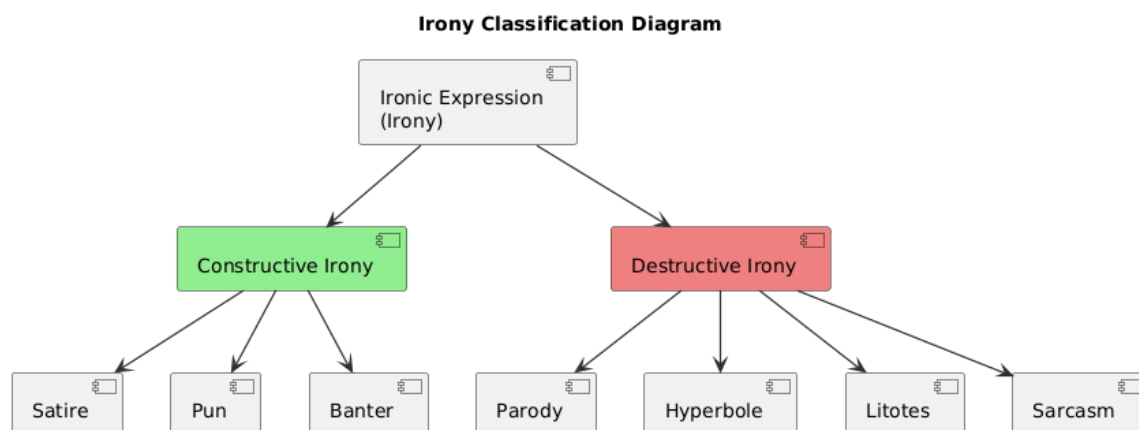 Irony Classification Diagram
Ironic Expression
(Irony)
Constructive Irony
Destructive Irony
Satire
Pun
Banter
Parody
Hyperbole
Litotes
Sarcasm